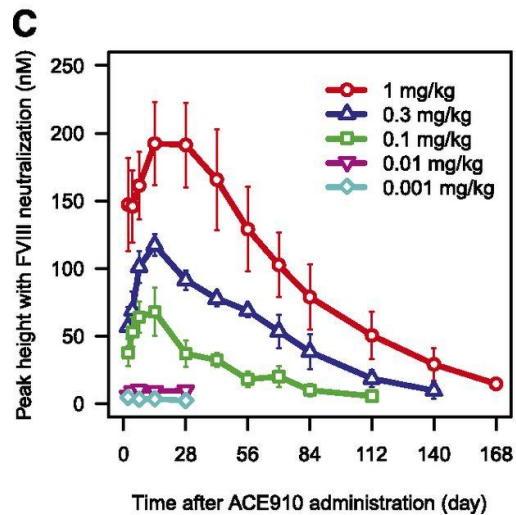 C
Peak height with FVIII neutralization (nM)
250
200
150
100
50
0
1 mg/kg
0.3 mg/kg
0.1 mg/kg
0.01 mg/kg
0.001 mg/kg
0 28 56 84 112 140 168
Time after ACE910 administration (day)